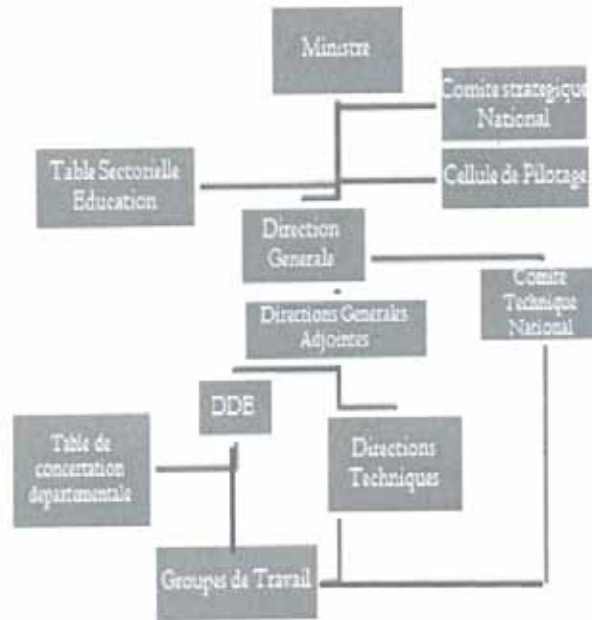 Ministre
Comite strategique
National
Table Sectorielle
Education
Cellule de Pilotage
Direction
Generale
Comite
Technique
National
Directions Generales
Adjointes
DDE
Table de
concertation
departementale
Directions
Techniques
Groupes de Travail